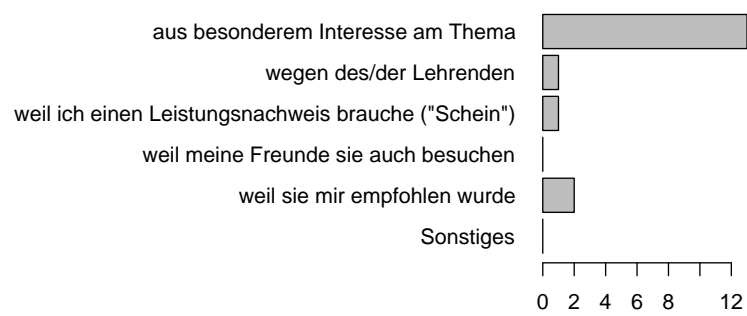 aus besonderem Interesse am Thema
wegen des/der Lehrenden
weil ich einen Leistungsnachweis brauche ("Schein")
weil meine Freunde sie auch besuchen
weil sie mir empfohlen wurde
Sonstiges
0 2 4 6 8 12